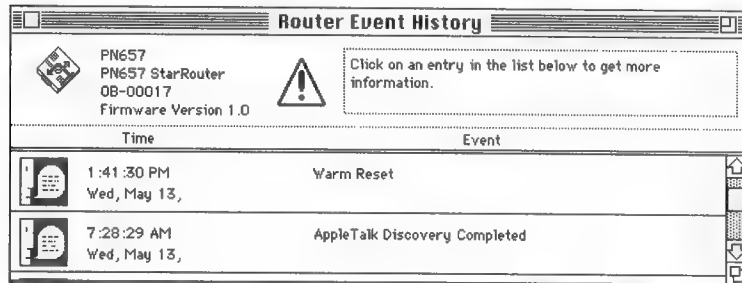 Router Event History
PN657
PN657 StarRouter
0B-00017
Firmware Version 1.0
Click on an entry in the list below to get more
information.
Time Event
1:41:30 PM Warm Reset
Wed, May 13,
7:28:29 AM AppleTalk Discovery Completed
Wed, May 13,